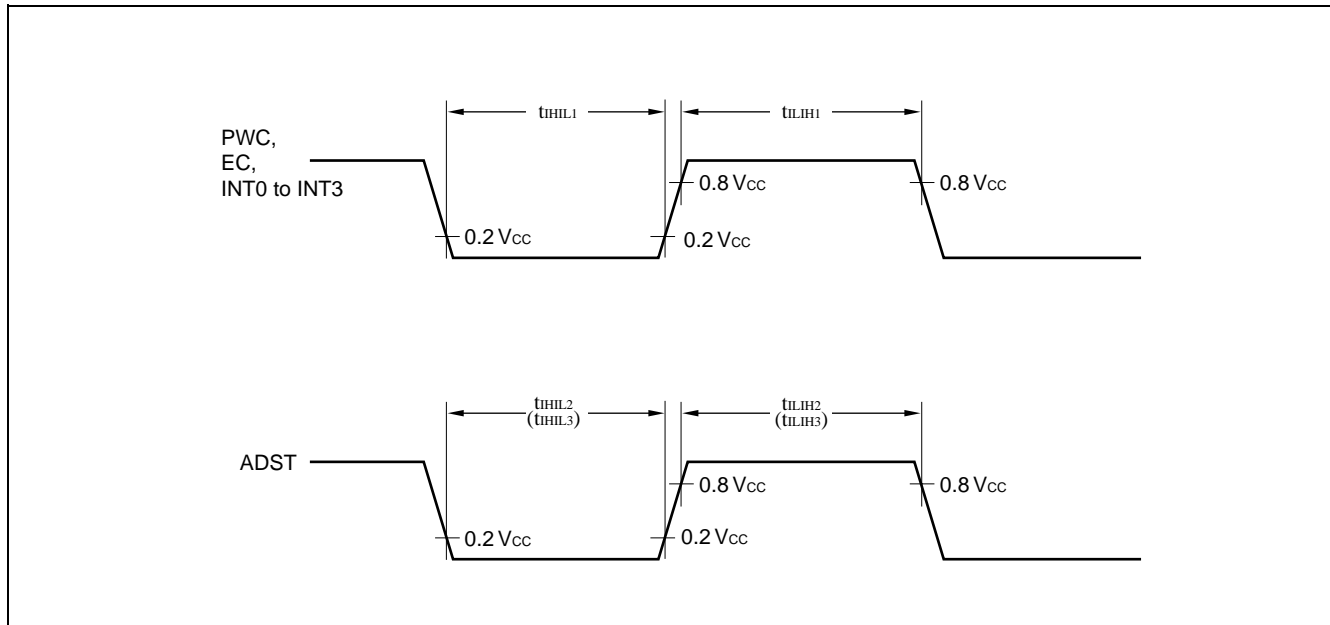 tIHIL1
tILIH1
PWC,
EC,
INT0 to INT3
0.8 VCC
0.8 VCC
0.2 VCC
0.2 VCC
tIHIL2
(tIHIL3)
tILIH2
(tILIH3)
ADST
0.8 VCC
0.8 VCC
0.2 VCC
0.2 VCC